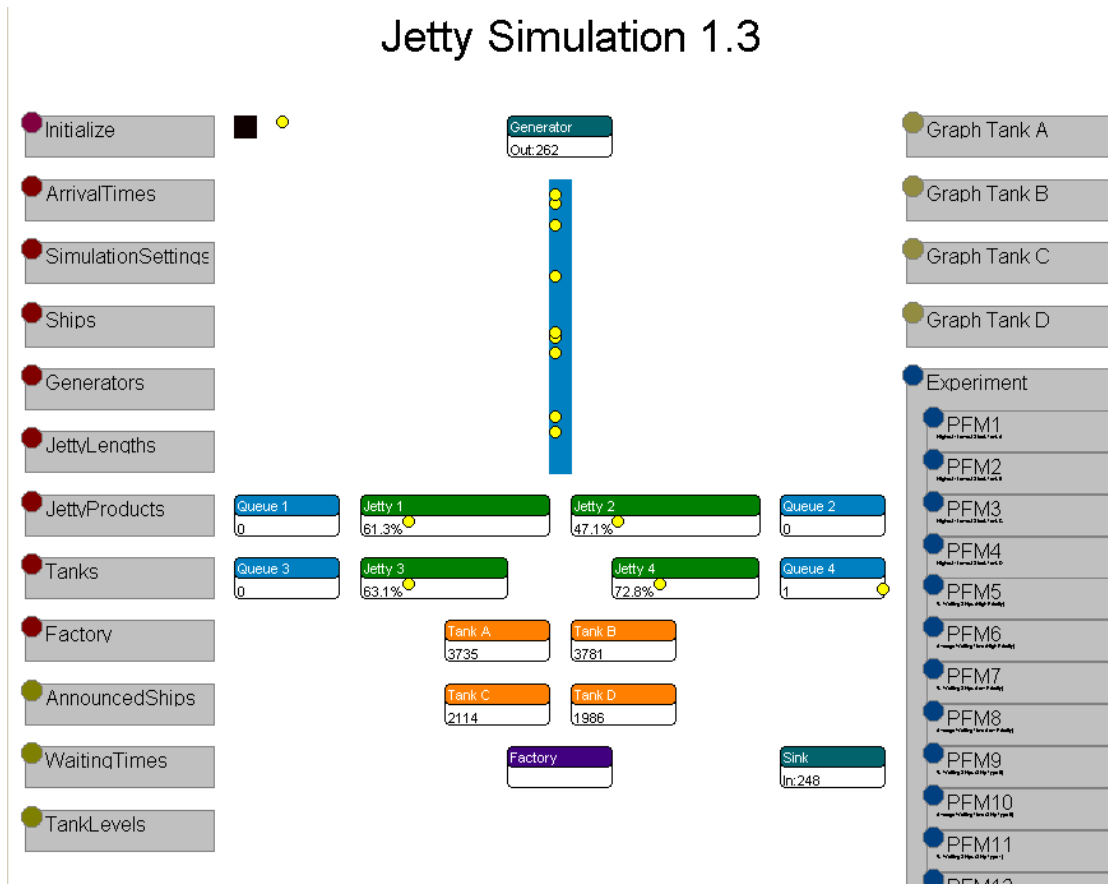 Jetty Simulation 1.3
Initialize
Generator
Out:262
Graph Tank A
ArrivalTimes
Graph Tank B
SimulationSettings
Graph Tank C
Ships
Graph Tank D
Generators
Experiment
JettyLengths
PFM1
PFM2
JettyProducts
Queue 1
0
Jetty 1
61.3%
Jetty 2
47.1%
Queue 2
0
PFM3
PFM4
Tanks
Queue 3
0
Jetty 3
63.1%
Jetty 4
72.8%
Queue 4
1
PFM5
Factory
Tank A
3735
Tank B
3781
PFM6
PFM7
AnnouncedShips
Tank C
2114
Tank D
1986
PFM8
WaitingTimes
Factory
Sink
In:248
PFM9
PFM10
TankLevels
PFM11